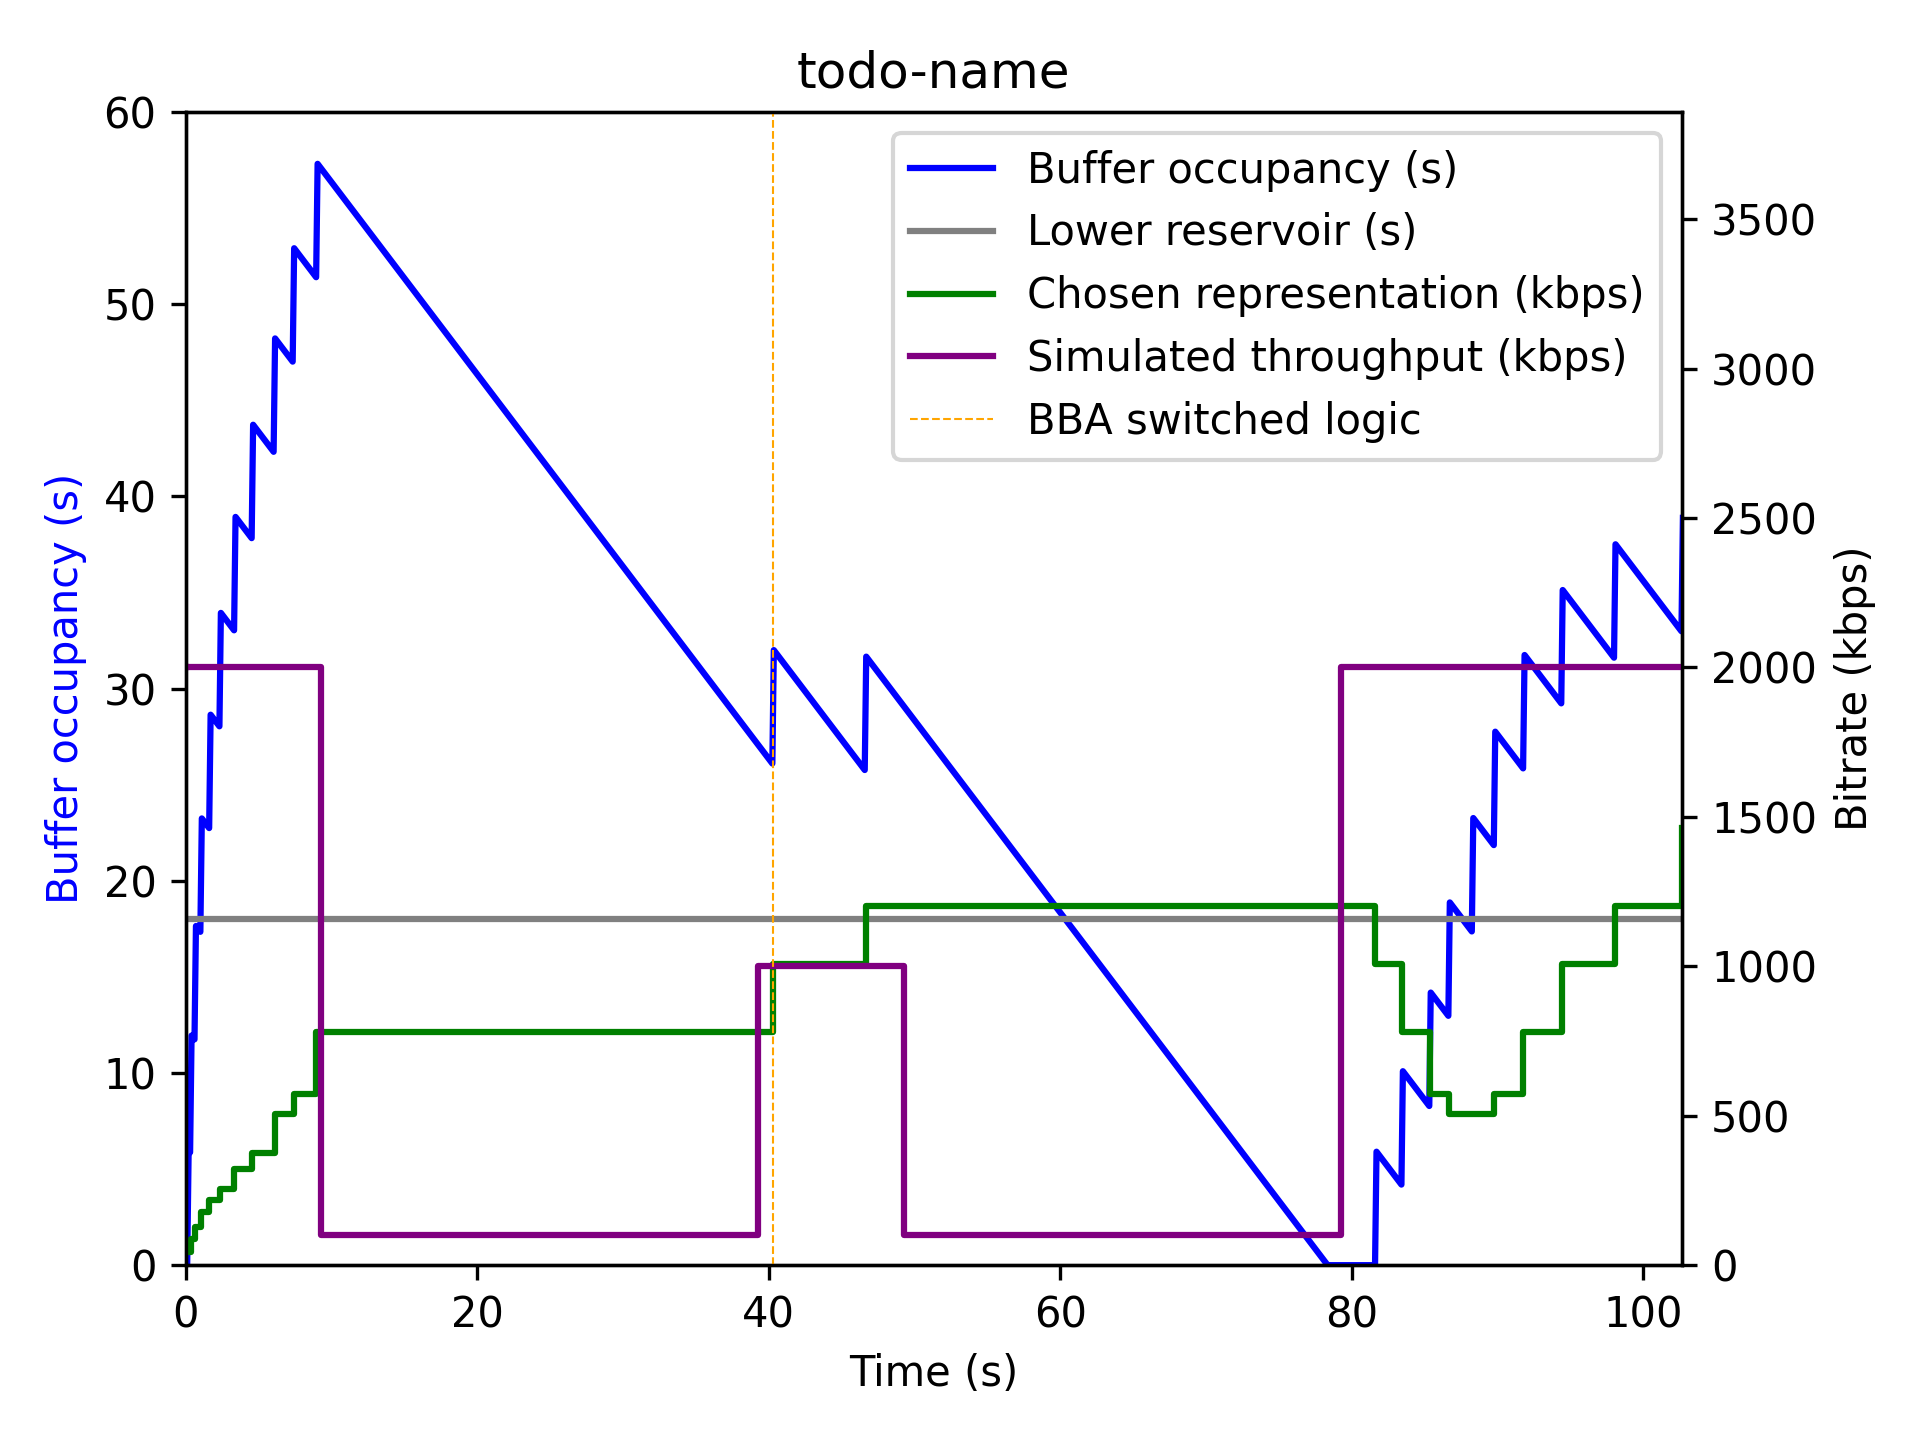 todo-name
60
50
40
30
20
10
0
Buffer occupancy (s)
Buffer occupancy (s)
Lower reservoir (s)
Chosen representation (kbps)
Simulated throughput (kbps)
BBA switched logic
3500
3000
2500
2000
1500
1000
500
0
Bitrate (kbps)
0 20 40 60 80 100
Time (s)